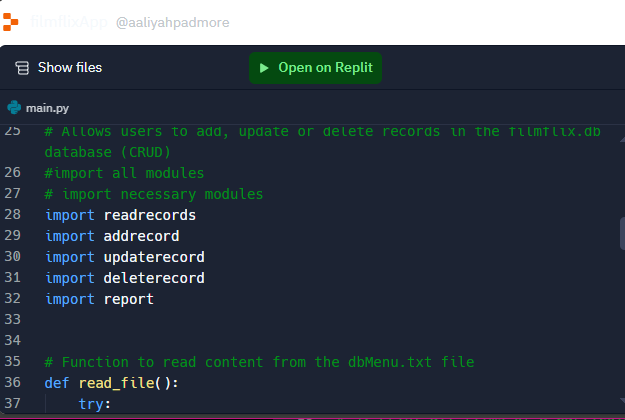 filmflixApp @aaliyahpadmore
Show files
Open on Replit
main.py
25 # Allows users to add, update or delete records in the filmflix.db
database (CRUD)
26 #import all modules
27 # import necessary modules
28 import readrecords
29 import addrecord
30 import updaterecord
31 import deleterecord
32 import report
33
34
35 # Function to read content from the dbMenu.txt file
36 def read_file():
37 try: